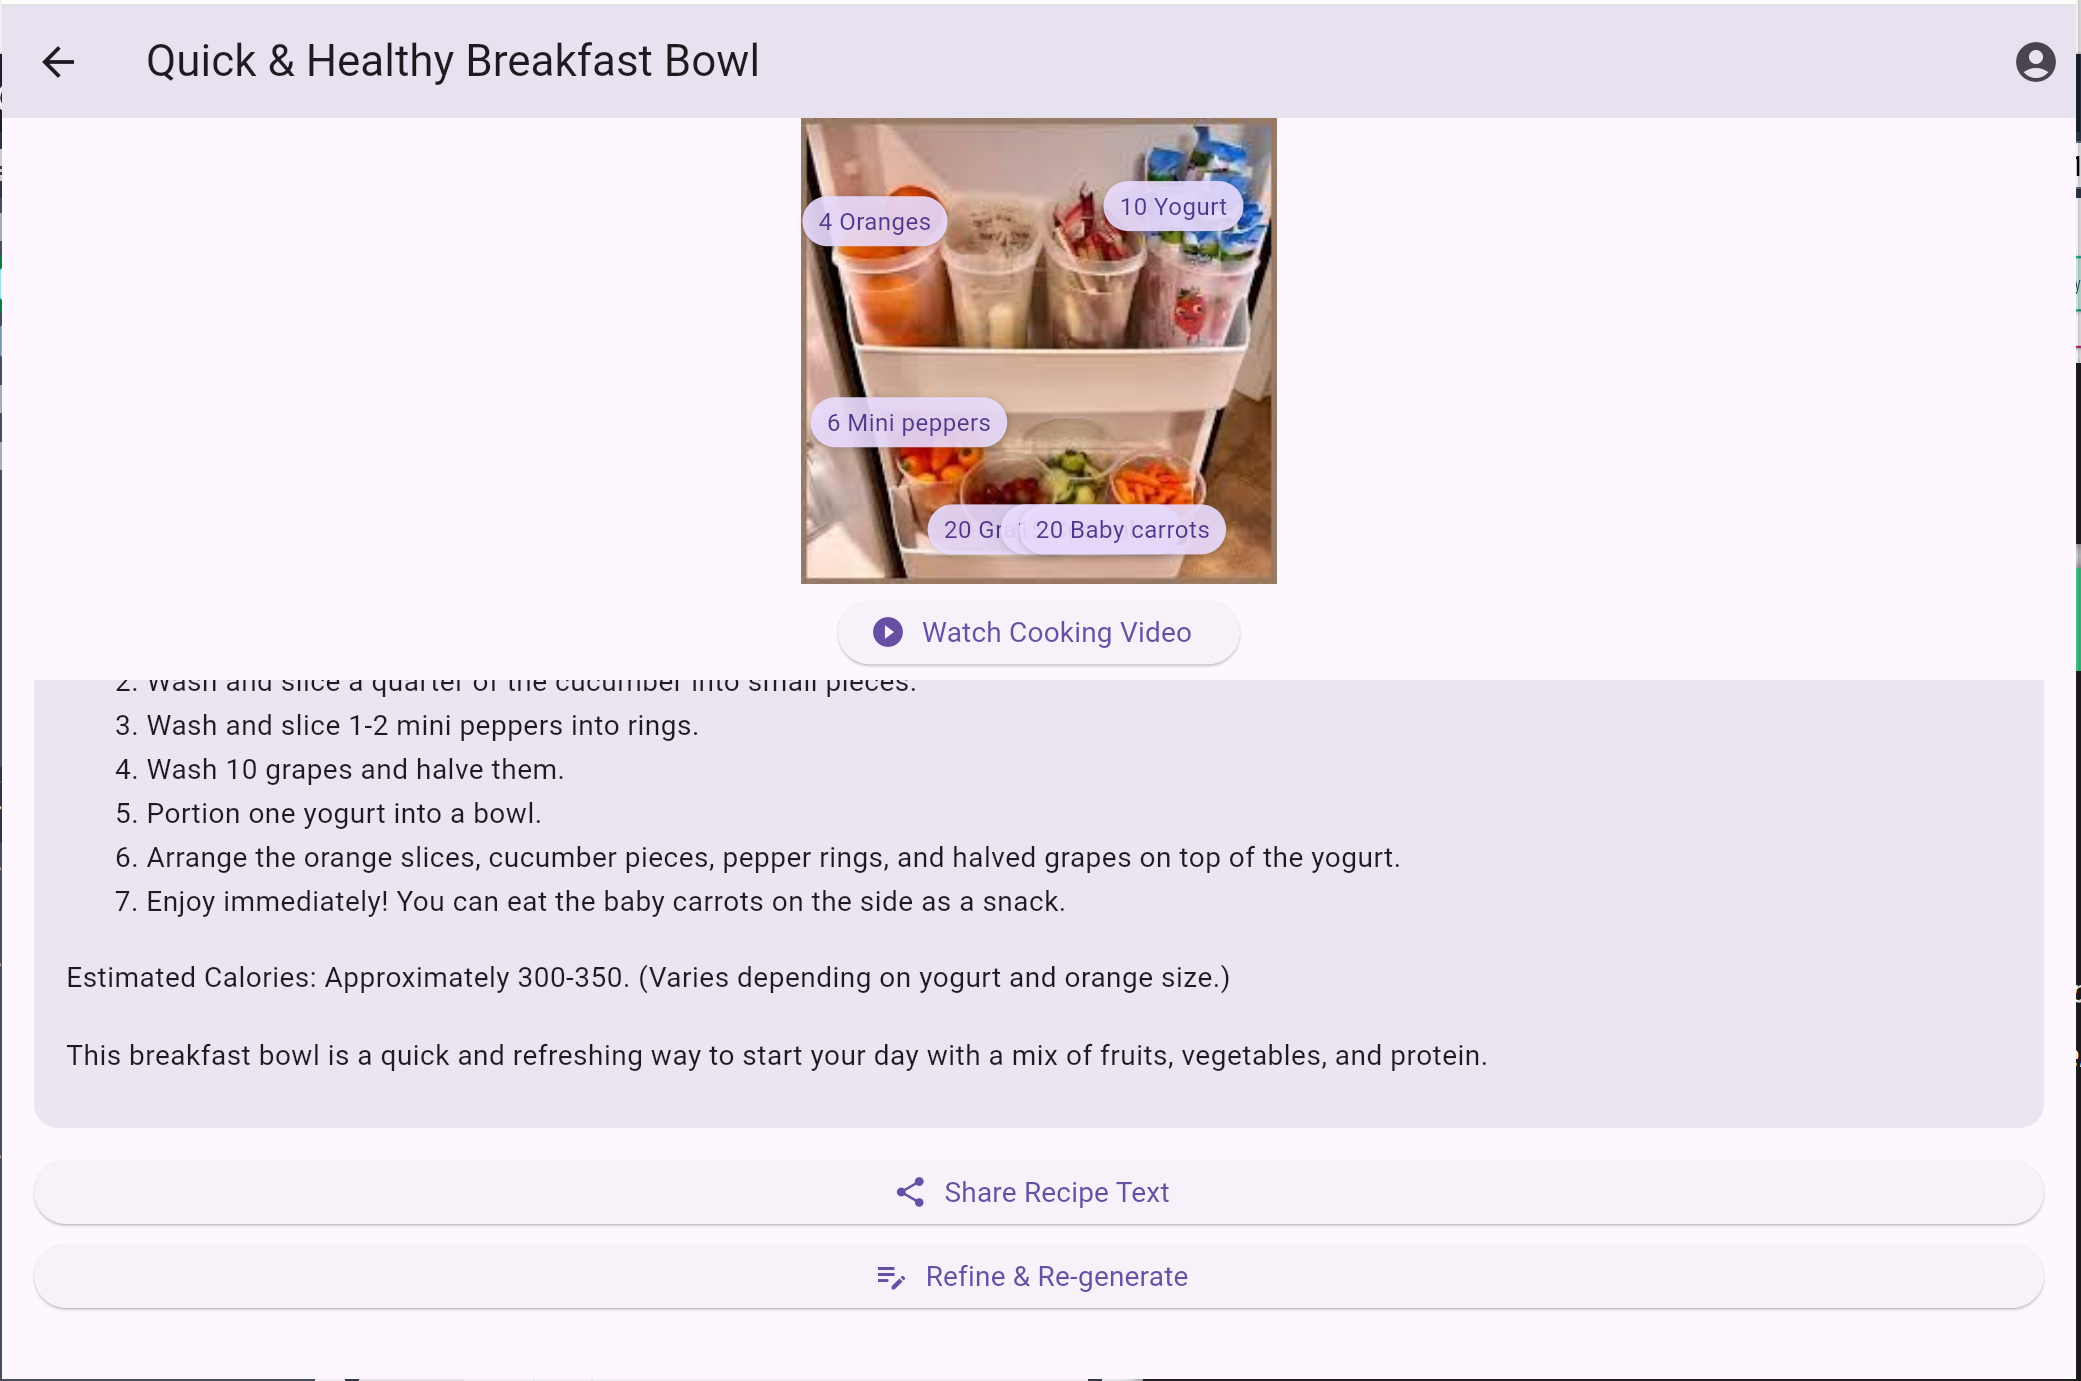 Quick & Healthy Breakfast Bowl
4 Oranges
10 Yogurt
6 Mini peppers
20 Gra
20 Baby carrots
Watch Cooking Video
2. Wash and slice a quarter of the cucumber into small pieces.
3. Wash and slice 1-2 mini peppers into rings.
4. Wash 10 grapes and halve them.
5. Portion one yogurt into a bowl.
6. Arrange the orange slices, cucumber pieces, pepper rings, and halved grapes on top of the yogurt.
7. Enjoy immediately! You can eat the baby carrots on the side as a snack.
Estimated Calories: Approximately 300-350. (Varies depending on yogurt and orange size.)
This breakfast bowl is a quick and refreshing way to start your day with a mix of fruits, vegetables, and protein.
Share Recipe Text
Refine & Re-generate